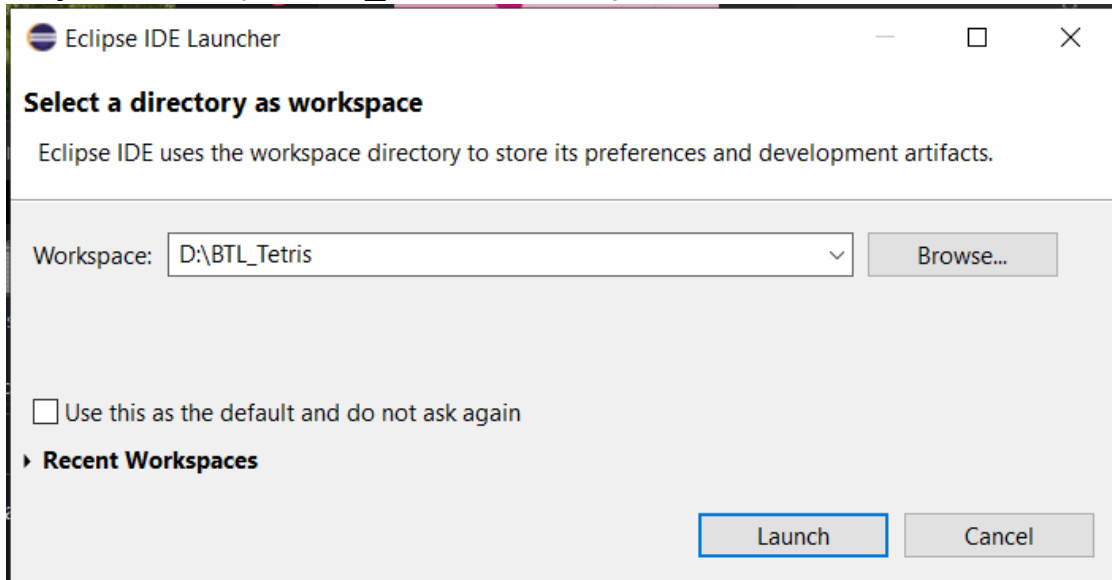 Eclipse IDE Launcher
Select a directory as workspace
Eclipse IDE uses the workspace directory to store its preferences and development artifacts.
Workspace: D:\BTL_Tetris Browse...
Use this as the default and do not ask again
Recent Workspaces
Launch Cancel